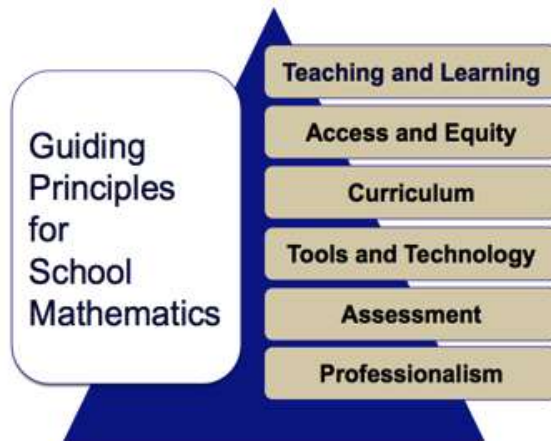 Guiding
Principles
for
School
Mathematics
Teaching and Learning
Access and Equity
Curriculum
Tools and Technology
Assessment
Professionalism